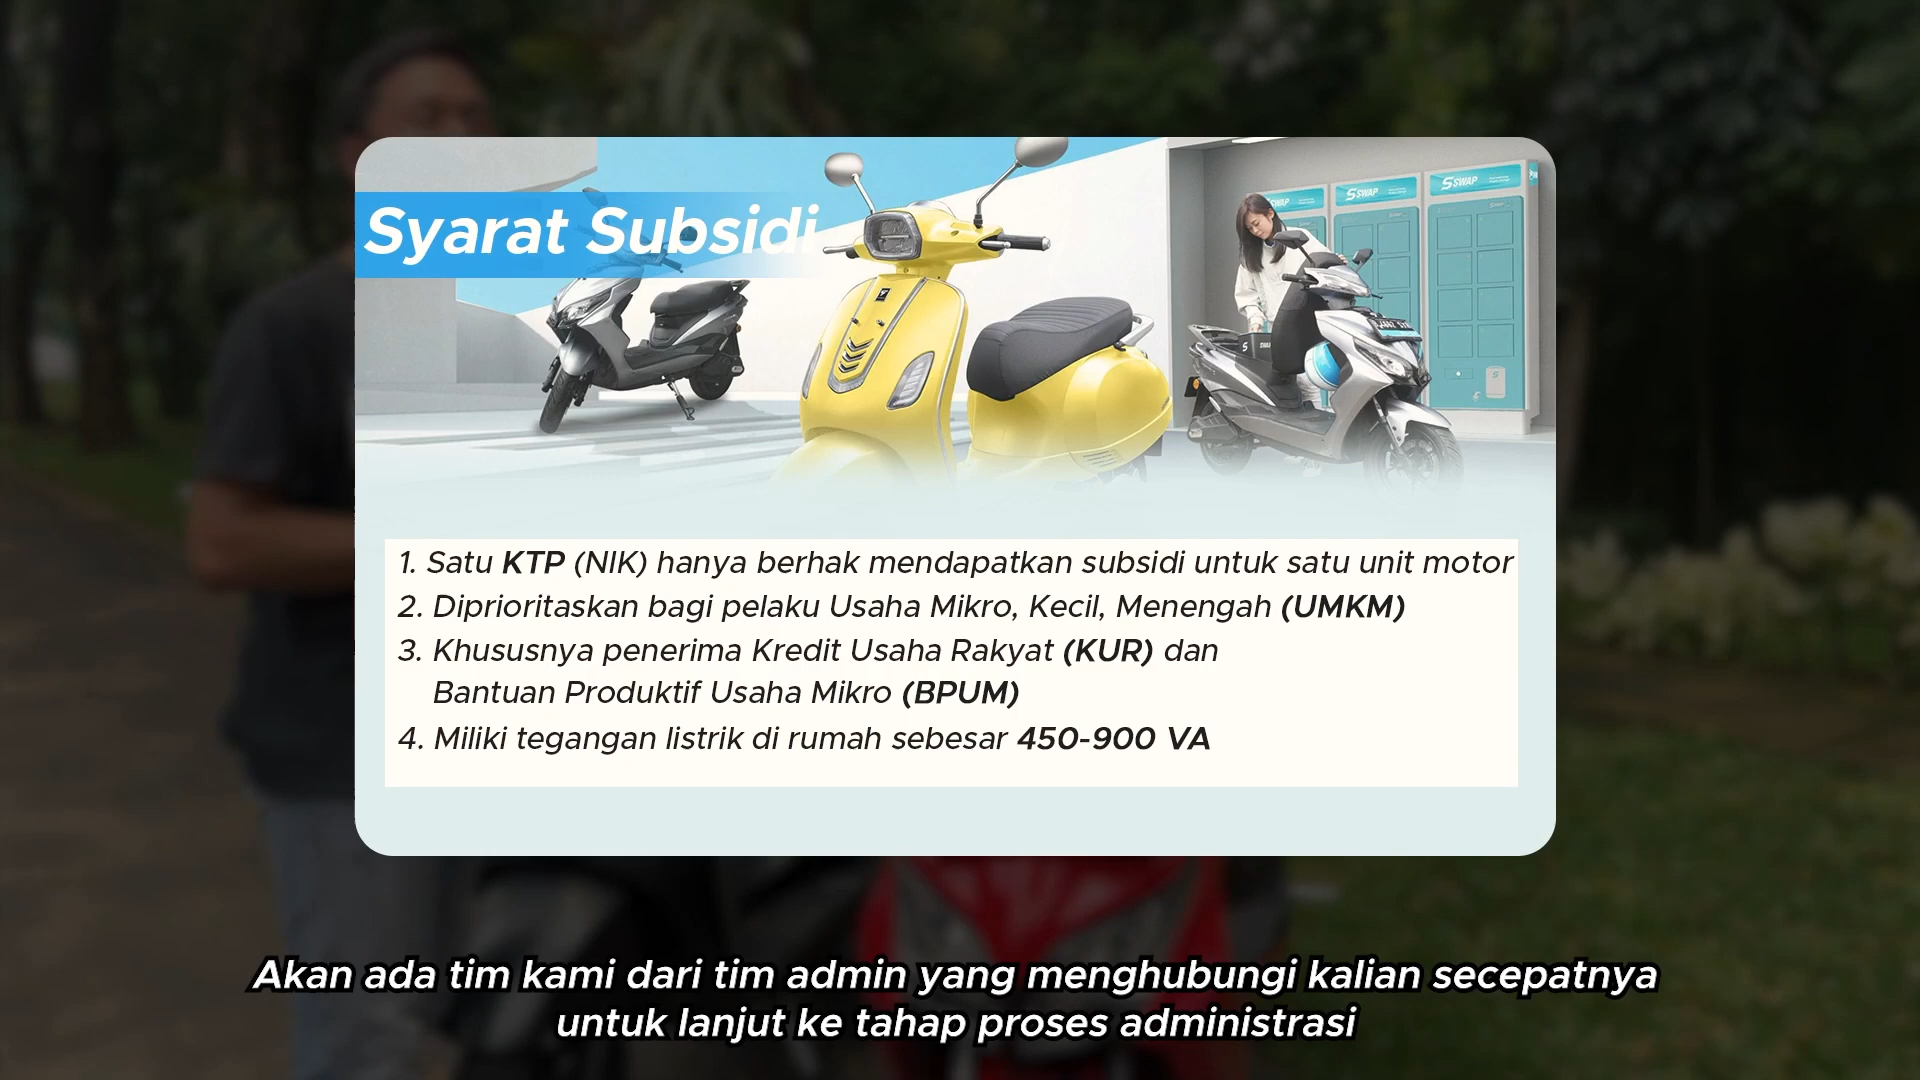 Syarat Subsidi
SWAP
SWAP
SWAP
1. Satu KTP (NIK) hanya berhak mendapatkan subsidi untuk satu unit motor
2. Diprioritaskan bagi pelaku Usaha Mikro, Kecil, Menengah (UMKM)
3. Khususnya penerima Kredit Usaha Rakyat (KUR) dan
Bantuan Produktif Usaha Mikro (BPUM)
4. Miliki tegangan listrik di rumah sebesar 450-900 VA
Akan ada tim kami dari tim admin yang menghubungi kalian secepatnya
untuk lanjut ke tahap proses administrasi